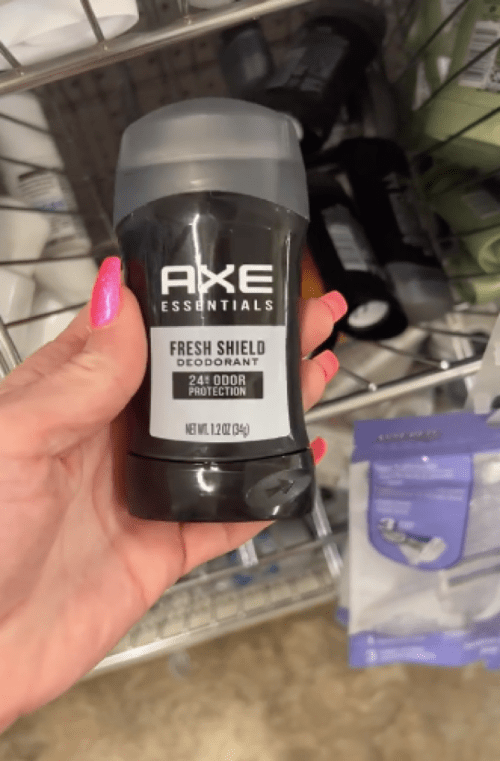 AXE
ESSENTIALS
FRESH SHIELD
DEODORANT
24H ODOR
PROTECTION
NET WT. 1.2 OZ (34g)